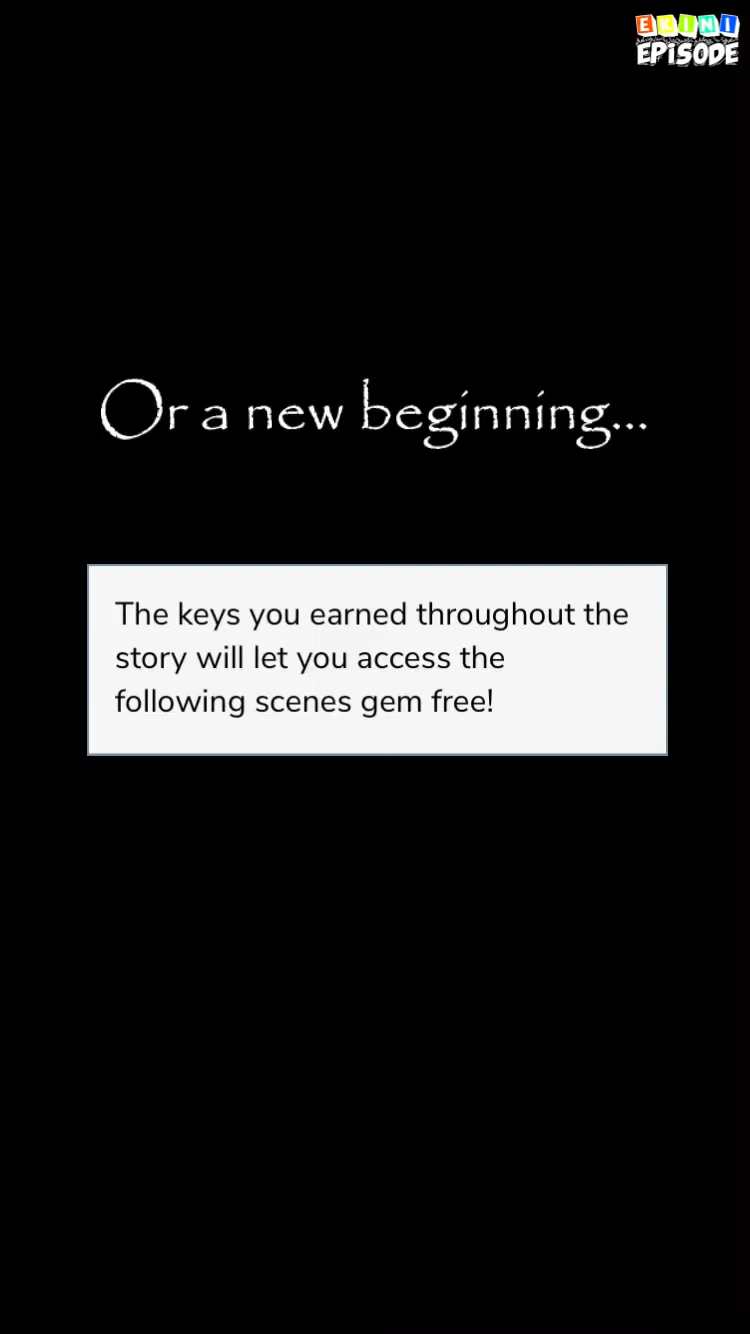 EKINI
EPISODE
Or a new beginning...
The keys you earned throughout the
story will let you access the
following scenes gem free!